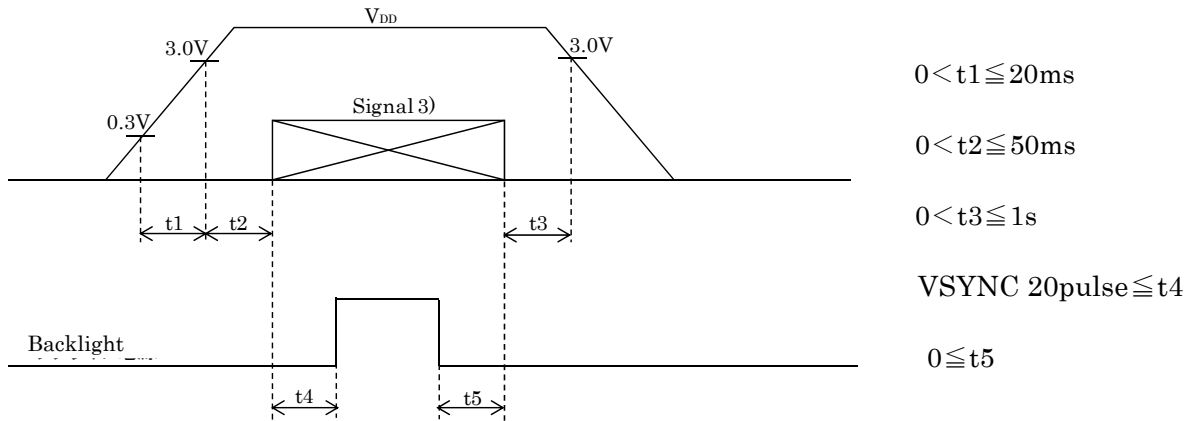 VDD
3.0V
3.0V
0.3V
Signal 3)
t1
t2
t3
Backlight
t4
t5
0＜t1≦20ms
0＜t2≦50ms
0＜t3≦1s
VSYNC 20pulse≦t4
0≦t5